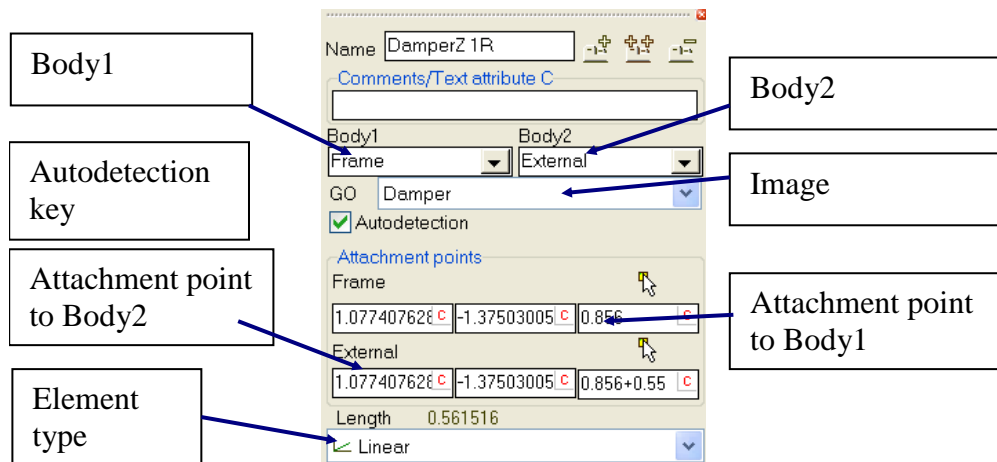 Name DamperZ 1R
Comments/Text attribute C
Body1 Body2
Frame External
GO Damper
Autodetection
Attachment points
Frame
1.077407628 C -1.37503005 C 0.856 C
External
1.077407628 C -1.37503005 C 0.856+0.55 C
Length 0.561516
Linear
Body1
Autodetection
key
Attachment point
to Body2
Element
type
Body2
Image
Attachment point
to Body1